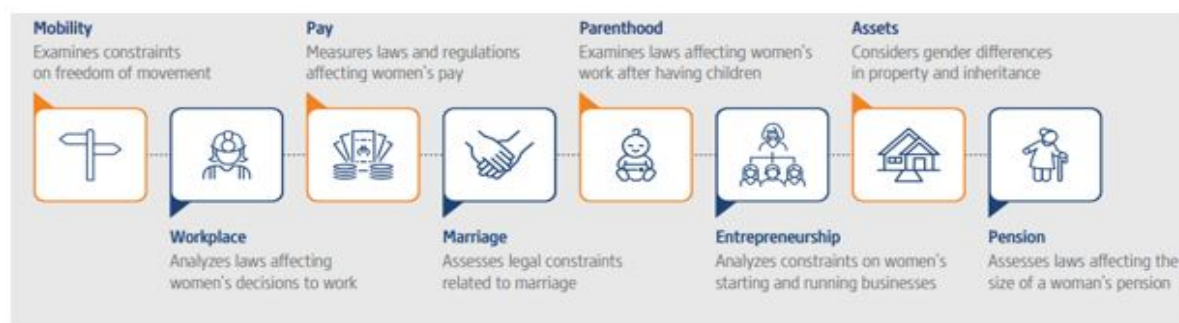 Mobility
Examines constraints
on freedom of movement
Pay
Measures laws and regulations
affecting women's pay
Parenthood
Examines laws affecting women's
work after having children
Assets
Considers gender differences
in property and inheritance
Workplace
Analyzes laws affecting
women's decisions to work
Marriage
Assesses legal constraints
related to marriage
Entrepreneurship
Analyzes constraints on women's
starting and running businesses
Pension
Assesses laws affecting the
size of a woman's pension